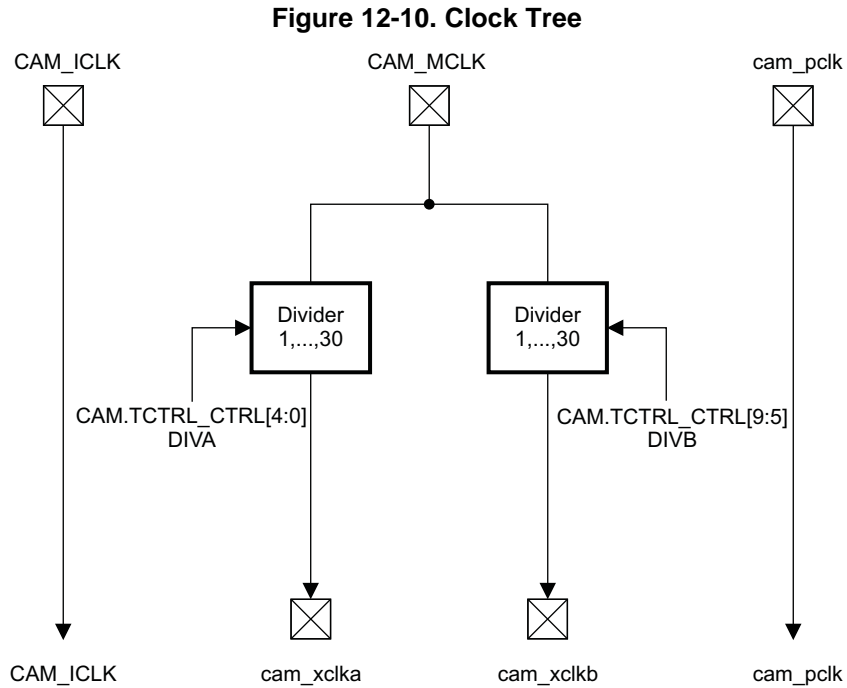 Figure 12-10. Clock Tree
CAM_ICLK
CAM_MCLK
cam_pclk
Divider
1,...,30
Divider
1,...,30
CAM.TCTRL_CTRL[4:0]
DIVA
CAM.TCTRL_CTRL[9:5]
DIVB
CAM_ICLK
cam_xclka
cam_xclkb
cam_pclk